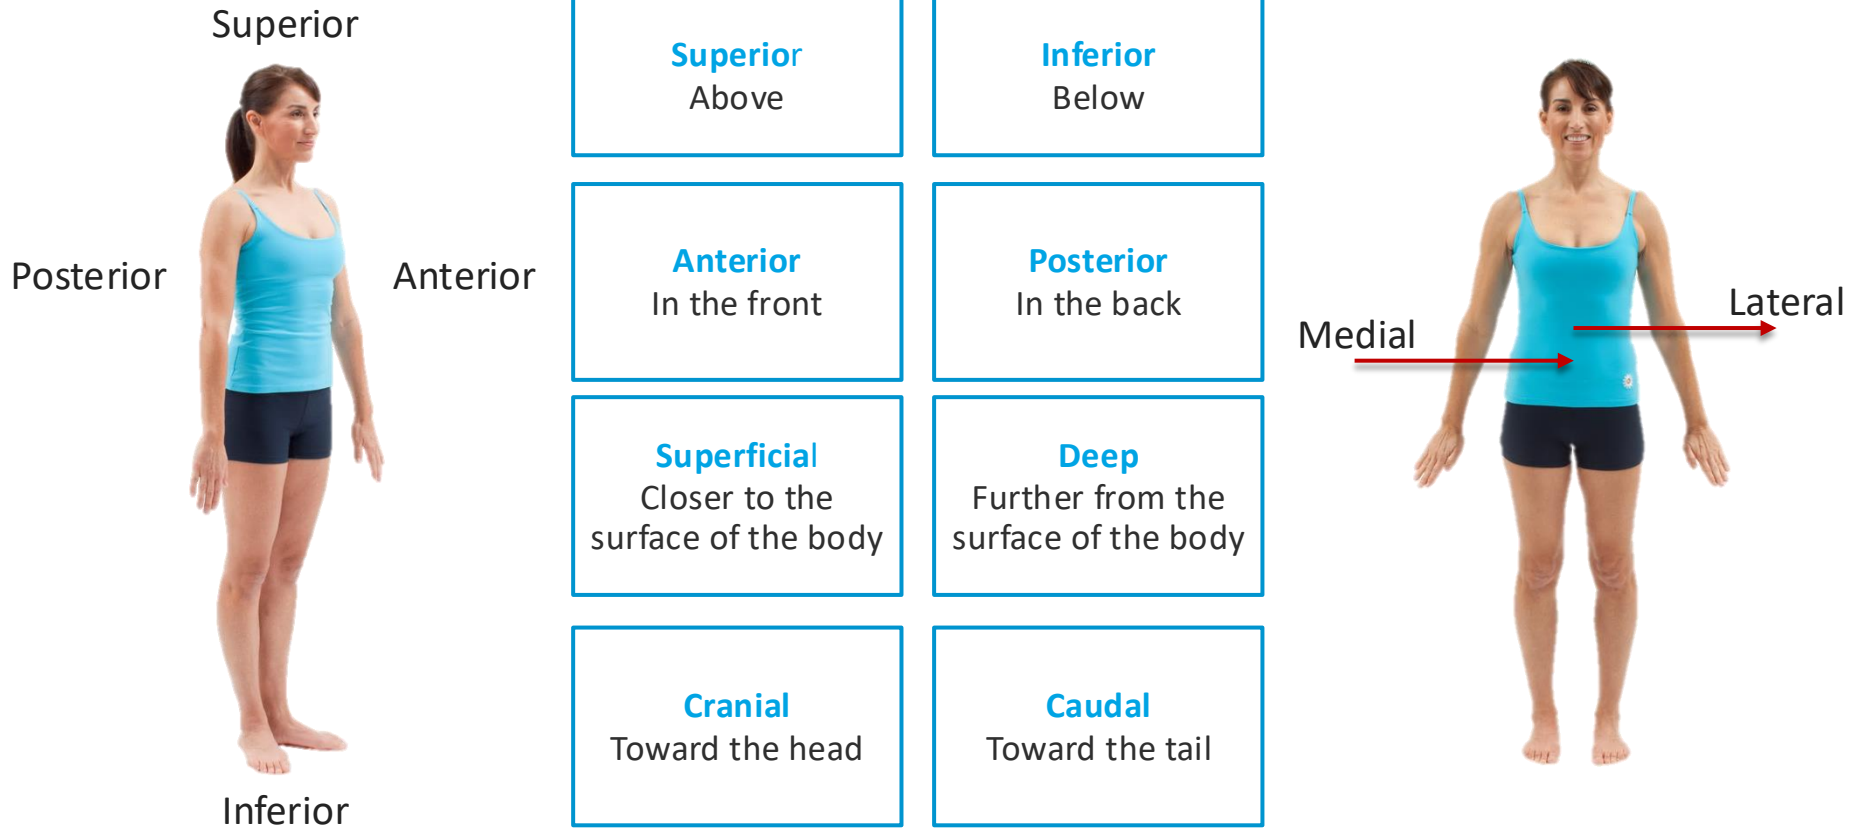 Superior
Posterior
Anterior
Inferior
Superior
Above
Inferior
Below
Anterior
In the front
Posterior
In the back
Superficial
Closer to the
surface of the body
Deep
Further from the
surface of the body
Cranial
Toward the head
Caudal
Toward the tail
Medial
Lateral